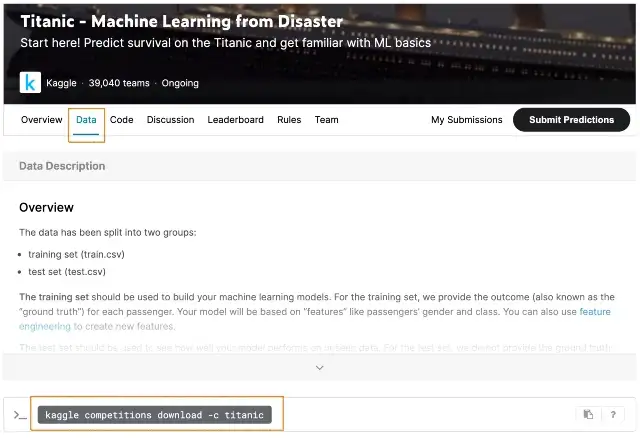 Titanic - Machine Learning from Disaster
Start here! Predict survival on the Titanic and get familiar with ML basics
k
Kaggle · 39,040 teams · Ongoing
Overview Data Code Discussion Leaderboard Rules Team My Submissions Submit Predictions
Data Description
Overview
The data has been split into two groups:
• training set (train.csv)
• test set (test.csv)
The training set should be used to build your machine learning models. For the training set, we provide the outcome (also known as the
“ground truth”) for each passenger. Your model will be based on “features” like passengers’ gender and class. You can also use feature
engineering to create new features.
The test set should be used to see how well your model performs on unseen data. For the test set, we do not provide the ground truth
>_ kaggle competitions download -c titanic ?